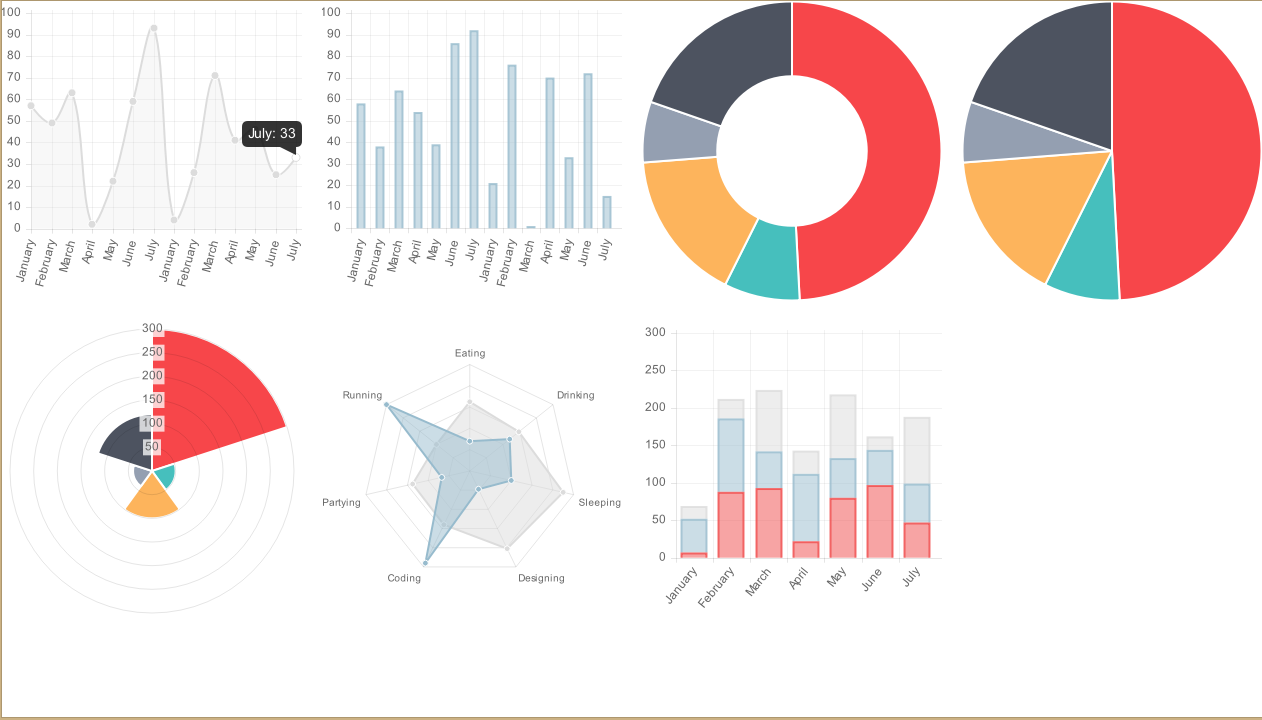 100
90
80
70
60
50
40
30
20
10
0
July: 33
January
February
March
April
May
June
July
January
February
March
April
May
June
July
100
90
80
70
60
50
40
30
20
10
0
January
February
March
April
May
June
July
January
February
March
April
May
June
July
300
250
200
150
100
50
Eating
Drinking
Sleeping
Designing
Coding
Partying
Running
300
250
200
150
100
50
0
January
February
March
April
May
June
July